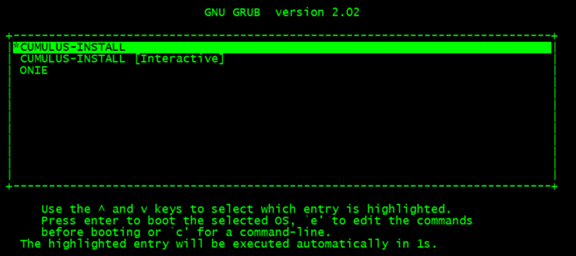 GNU GRUB  version 2.02
*CUMULUS-INSTALL
CUMULUS-INSTALL [Interactive]
ONIE
Use the ^ and v keys to select which entry is highlighted.
Press enter to boot the selected OS, `e' to edit the commands
before booting or `c' for a command-line.
The highlighted entry will be executed automatically in 1s.